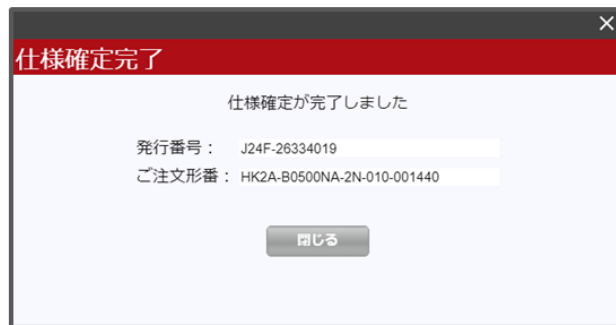 ×
仕様確定完了
仕様確定が完了しました
発行番号： J24F-26334019
ご注文形番： HK2A-B0500NA-2N-010-001440
閉じる